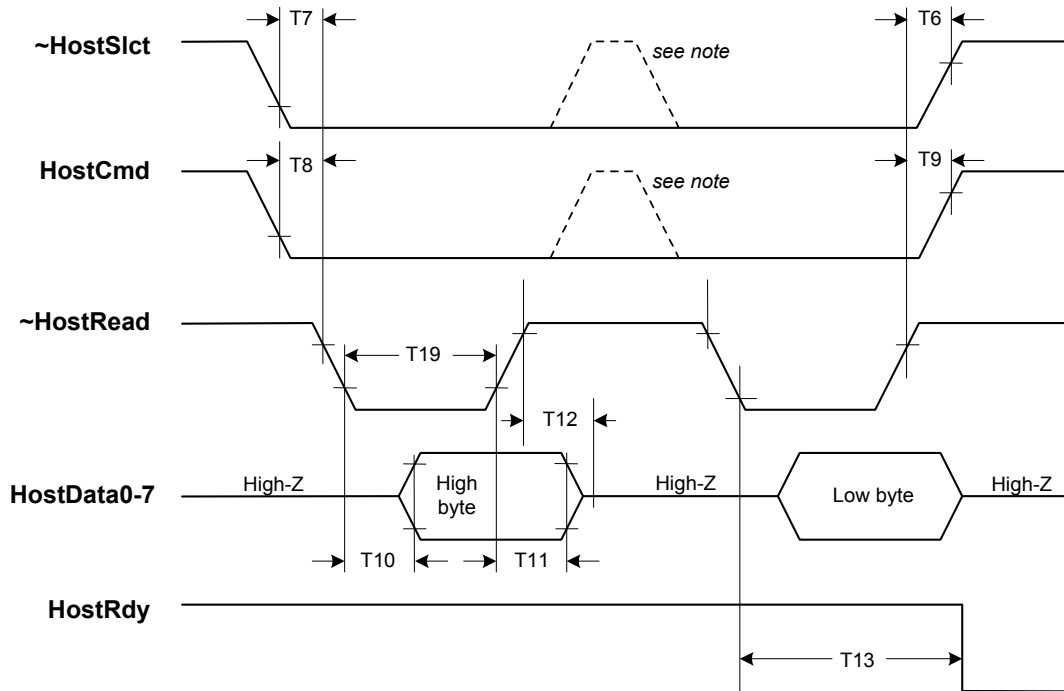 T7
T6
~HostSlct
see note
T8
T9
HostCmd
see note
~HostRead
T19
T12
HostData0-7
High-Z
High
byte
High-Z
Low byte
High-Z
T10
T11
HostRdy
T13